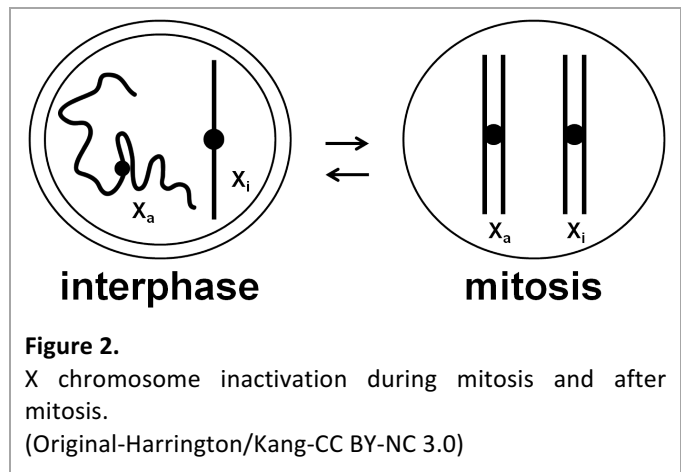 Xₐ
Xᵢ
Xₐ
Xᵢ
interphase
mitosis
Figure 2.
X chromosome inactivation during mitosis and after
mitosis.
(Original-Harrington/Kang-CC BY-NC 3.0)